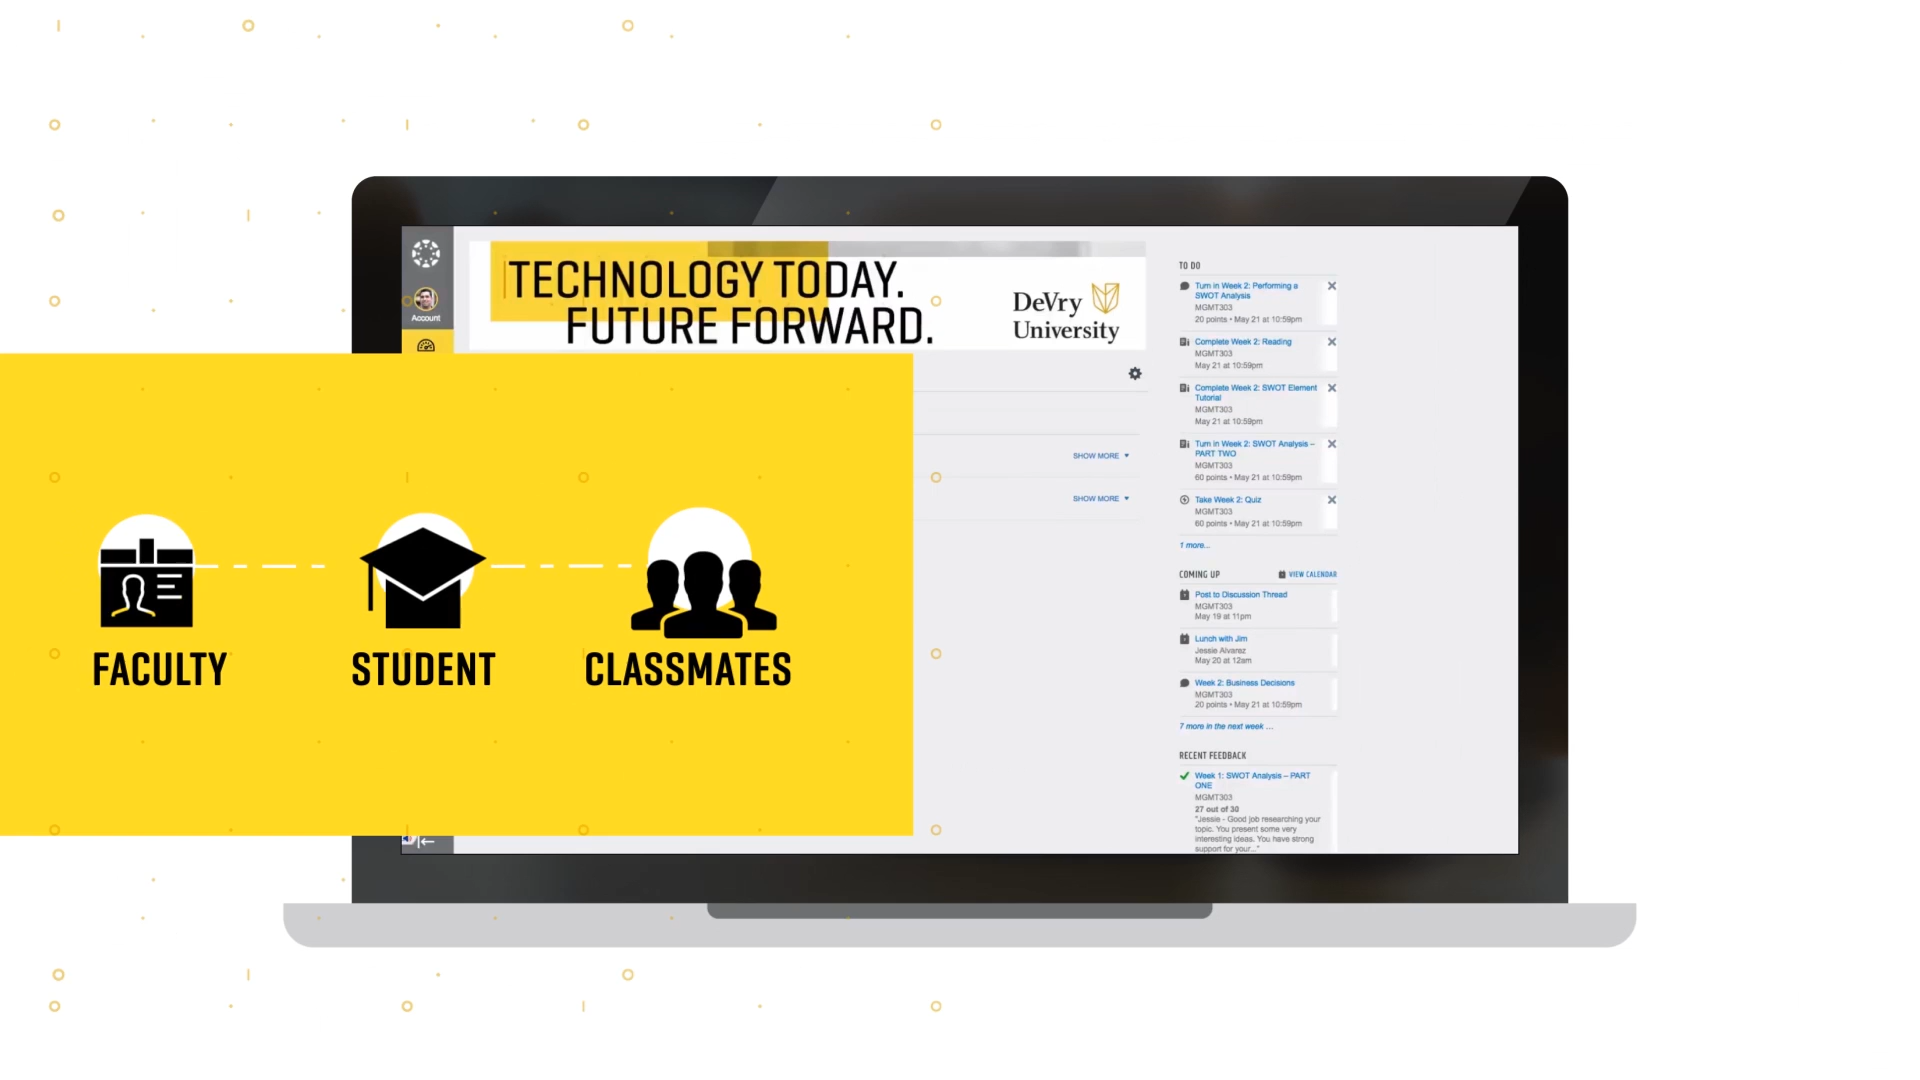 TECHNOLOGY TODAY.
FUTURE FORWARD.
DeVry
University
Account
SHOW MORE
SHOW MORE
FACULTY
STUDENT
CLASSMATES
TO DO
Turn in Week 2: Performing a
SWOT Analysis
MGMT303
20 points • May 21 at 10:59pm
Complete Week 2: Reading
MGMT303
May 21 at 10:59pm
Complete Week 2: SWOT Element
Tutorial
MGMT303
May 21 at 10:59pm
Turn in Week 2: SWOT Analysis –
PART TWO
MGMT303
60 points • May 21 at 10:59pm
Take Week 2: Quiz
MGMT303
60 points • May 21 at 10:59pm
1 more...
COMING UP VIEW CALENDAR
Post to Discussion Thread
MGMT303
May 19 at 11pm
Lunch with Jim
Jessie Alvarez
May 20 at 12am
Week 2: Business Decisions
MGMT303
20 points • May 21 at 10:59pm
7 more in the next week ...
RECENT FEEDBACK
Week 1: SWOT Analysis – PART
ONE
MGMT303
27 out of 30
"Jessie - Good job researching your
topic. You present some very
interesting ideas. You have strong
support for your..."